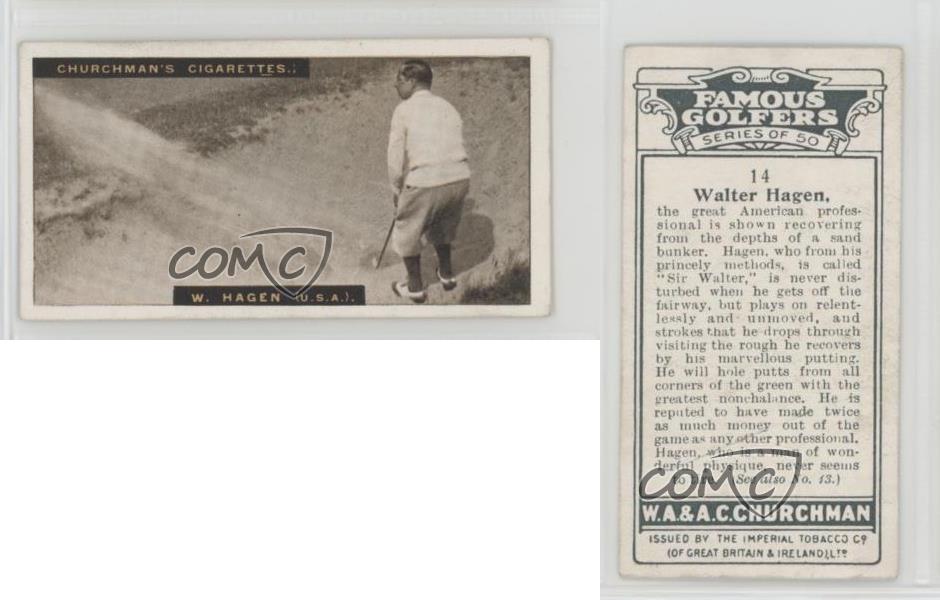 CHURCHMAN'S CIGARETTES.
COMC
W. HAGEN (U.S.A.).
FAMOUS
GOLFERS
SERIES OF 50
14
Walter Hagen,
the great American profes-
sional is shown recovering
from the depths of a sand
bunker. Hagen, who from his
princely methods, is called
"Sir Walter," is never dis-
turbed when he gets off the
fairway, but plays on relent-
lessly and unmoved, and
strokes that he drops through
visiting the rough he recovers
by his marvellous putting.
He will hole putts from all
corners of the green with the
greatest nonchalance. He is
reputed to have made twice
as much money out of the
game as any other professional.
Hagen, who is a man of won-
derful physique, never seems
to tire. (See also No. 13.)
COMC
W.A.& A.C.CHURCHMAN
ISSUED BY THE IMPERIAL TOBACCO Co
(OF GREAT BRITAIN & IRELAND), LTD